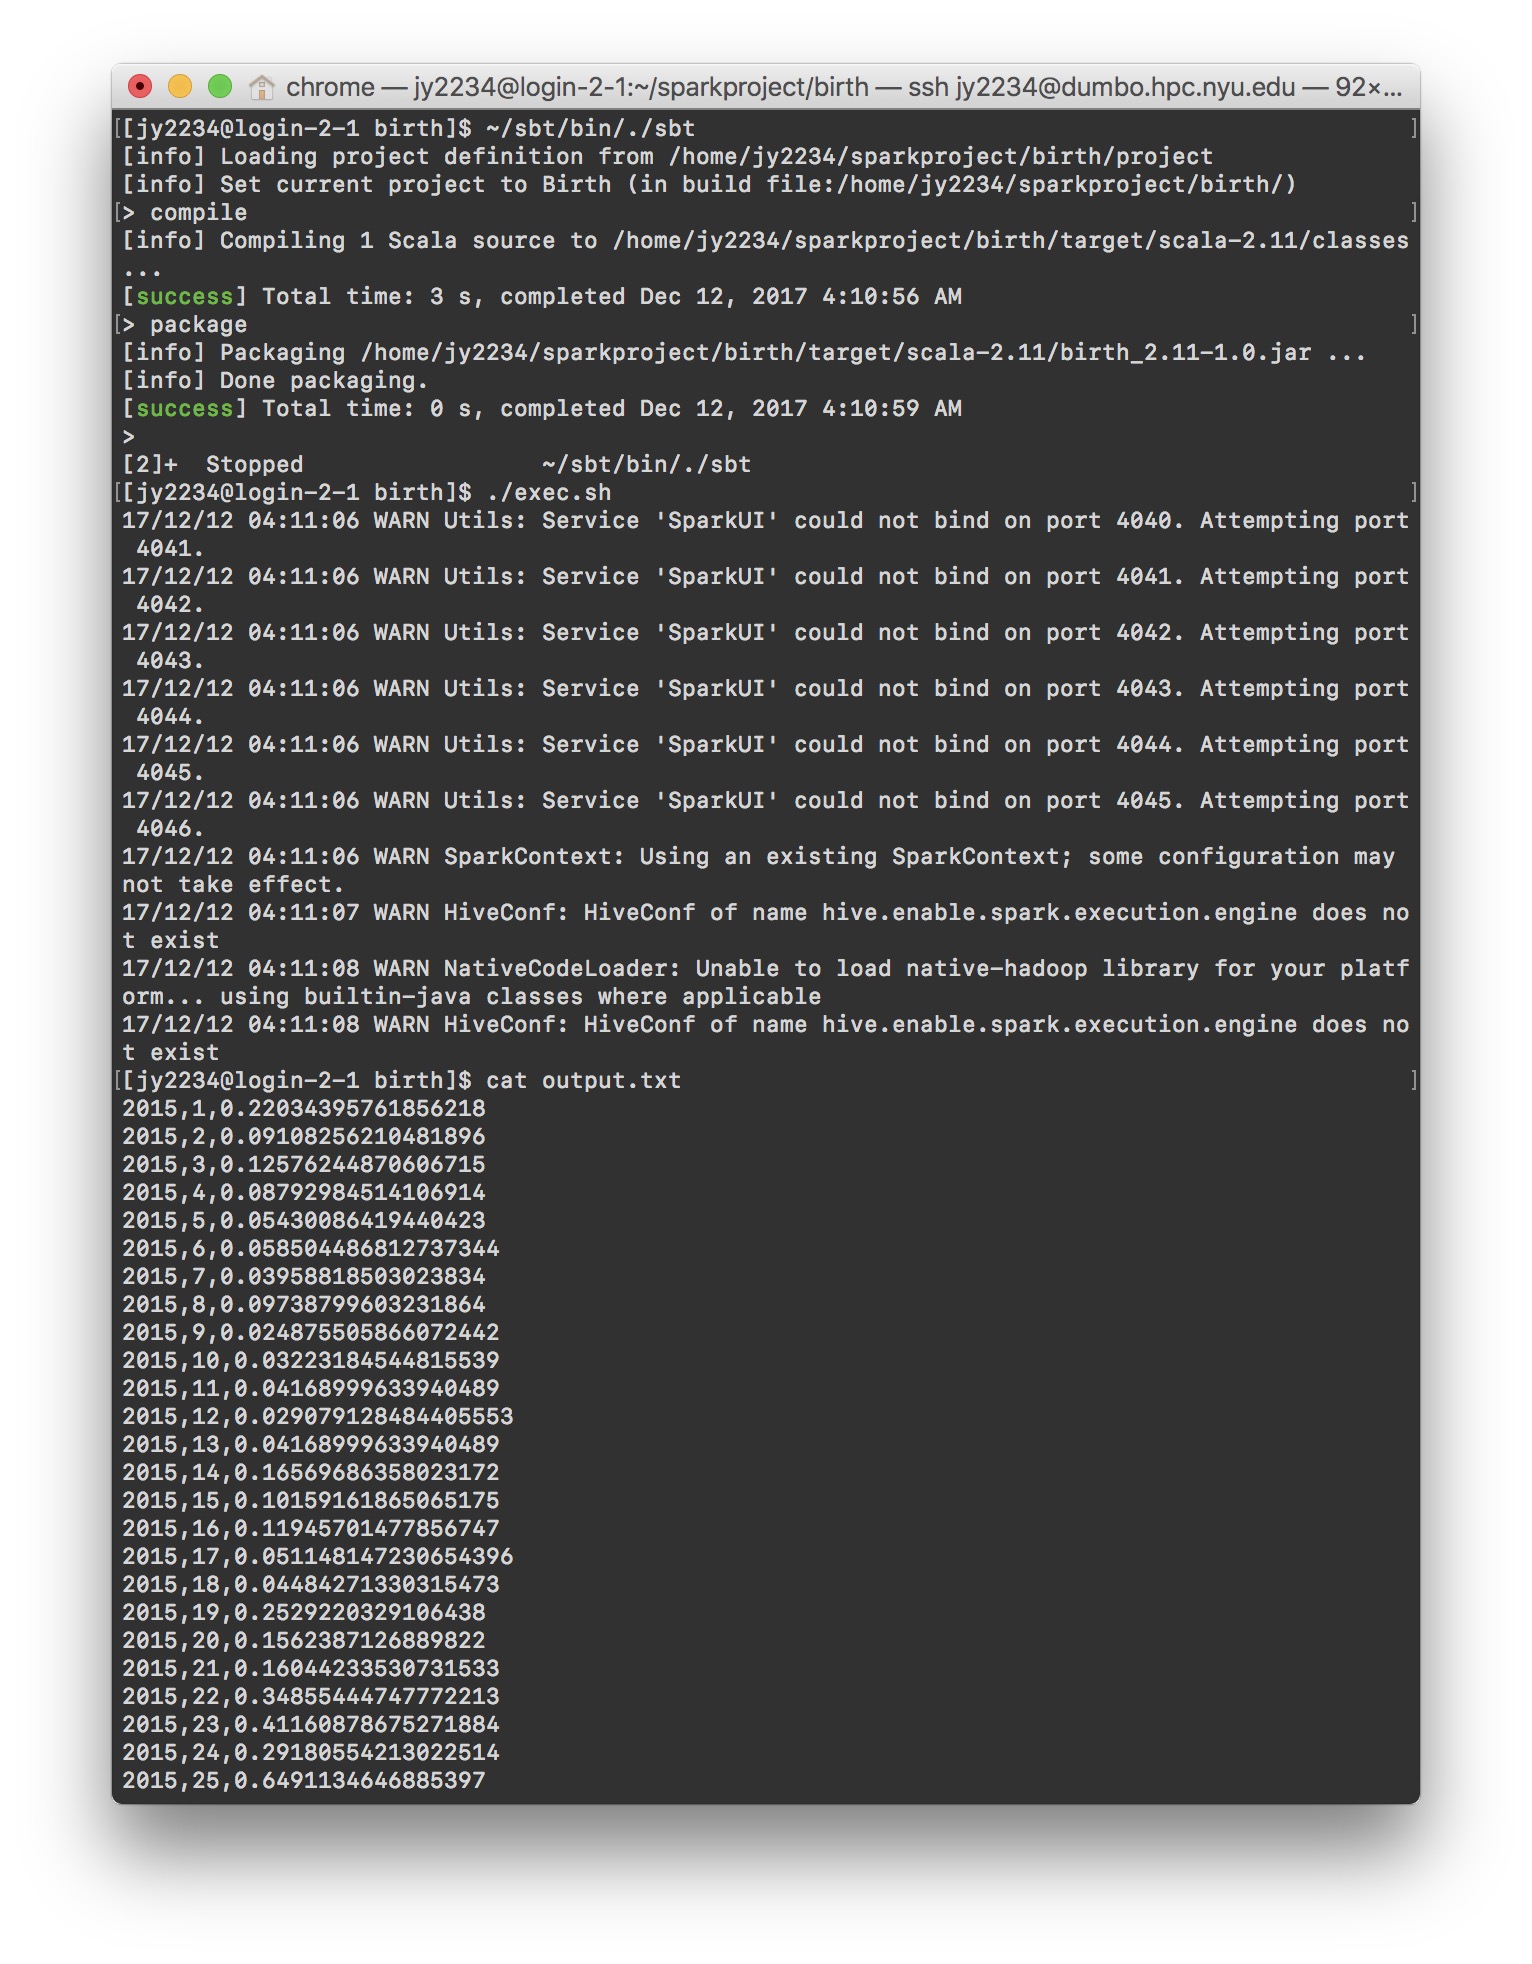 chrome — jy2234@login-2-1:~/sparkproject/birth — ssh jy2234@dumbo.hpc.nyu.edu — 92×...
[[jy2234@login-2-1 birth]$ ~/sbt/bin/./sbt ]
[info] Loading project definition from /home/jy2234/sparkproject/birth/project
[info] Set current project to Birth (in build file:/home/jy2234/sparkproject/birth/)
[> compile ]
[info] Compiling 1 Scala source to /home/jy2234/sparkproject/birth/target/scala-2.11/classes
...
[success] Total time: 3 s, completed Dec 12, 2017 4:10:56 AM
[> package ]
[info] Packaging /home/jy2234/sparkproject/birth/target/scala-2.11/birth_2.11-1.0.jar ...
[info] Done packaging.
[success] Total time: 0 s, completed Dec 12, 2017 4:10:59 AM
>
[2]+  Stopped                 ~/sbt/bin/./sbt
[[jy2234@login-2-1 birth]$ ./exec.sh ]
17/12/12 04:11:06 WARN Utils: Service 'SparkUI' could not bind on port 4040. Attempting port
 4041.
17/12/12 04:11:06 WARN Utils: Service 'SparkUI' could not bind on port 4041. Attempting port
 4042.
17/12/12 04:11:06 WARN Utils: Service 'SparkUI' could not bind on port 4042. Attempting port
 4043.
17/12/12 04:11:06 WARN Utils: Service 'SparkUI' could not bind on port 4043. Attempting port
 4044.
17/12/12 04:11:06 WARN Utils: Service 'SparkUI' could not bind on port 4044. Attempting port
 4045.
17/12/12 04:11:06 WARN Utils: Service 'SparkUI' could not bind on port 4045. Attempting port
 4046.
17/12/12 04:11:06 WARN SparkContext: Using an existing SparkContext; some configuration may
not take effect.
17/12/12 04:11:07 WARN HiveConf: HiveConf of name hive.enable.spark.execution.engine does no
t exist
17/12/12 04:11:08 WARN NativeCodeLoader: Unable to load native-hadoop library for your platf
orm... using builtin-java classes where applicable
17/12/12 04:11:08 WARN HiveConf: HiveConf of name hive.enable.spark.execution.engine does no
t exist
[[jy2234@login-2-1 birth]$ cat output.txt ]
2015,1,0.22034395761856218
2015,2,0.09108256210481896
2015,3,0.12576244870606715
2015,4,0.08792984514106914
2015,5,0.05430086419440423
2015,6,0.058504486812737344
2015,7,0.03958818503023834
2015,8,0.09738799603231864
2015,9,0.024875505866072442
2015,10,0.03223184544815539
2015,11,0.04168999633940489
2015,12,0.029079128484405553
2015,13,0.04168999633940489
2015,14,0.16569686358023172
2015,15,0.10159161865065175
2015,16,0.11945701477856747
2015,17,0.051148147230654396
2015,18,0.04484271330315473
2015,19,0.2529220329106438
2015,20,0.1562387126889822
2015,21,0.16044233530731533
2015,22,0.34855444747772213
2015,23,0.41160878675271884
2015,24,0.29180554213022514
2015,25,0.6491134646885397